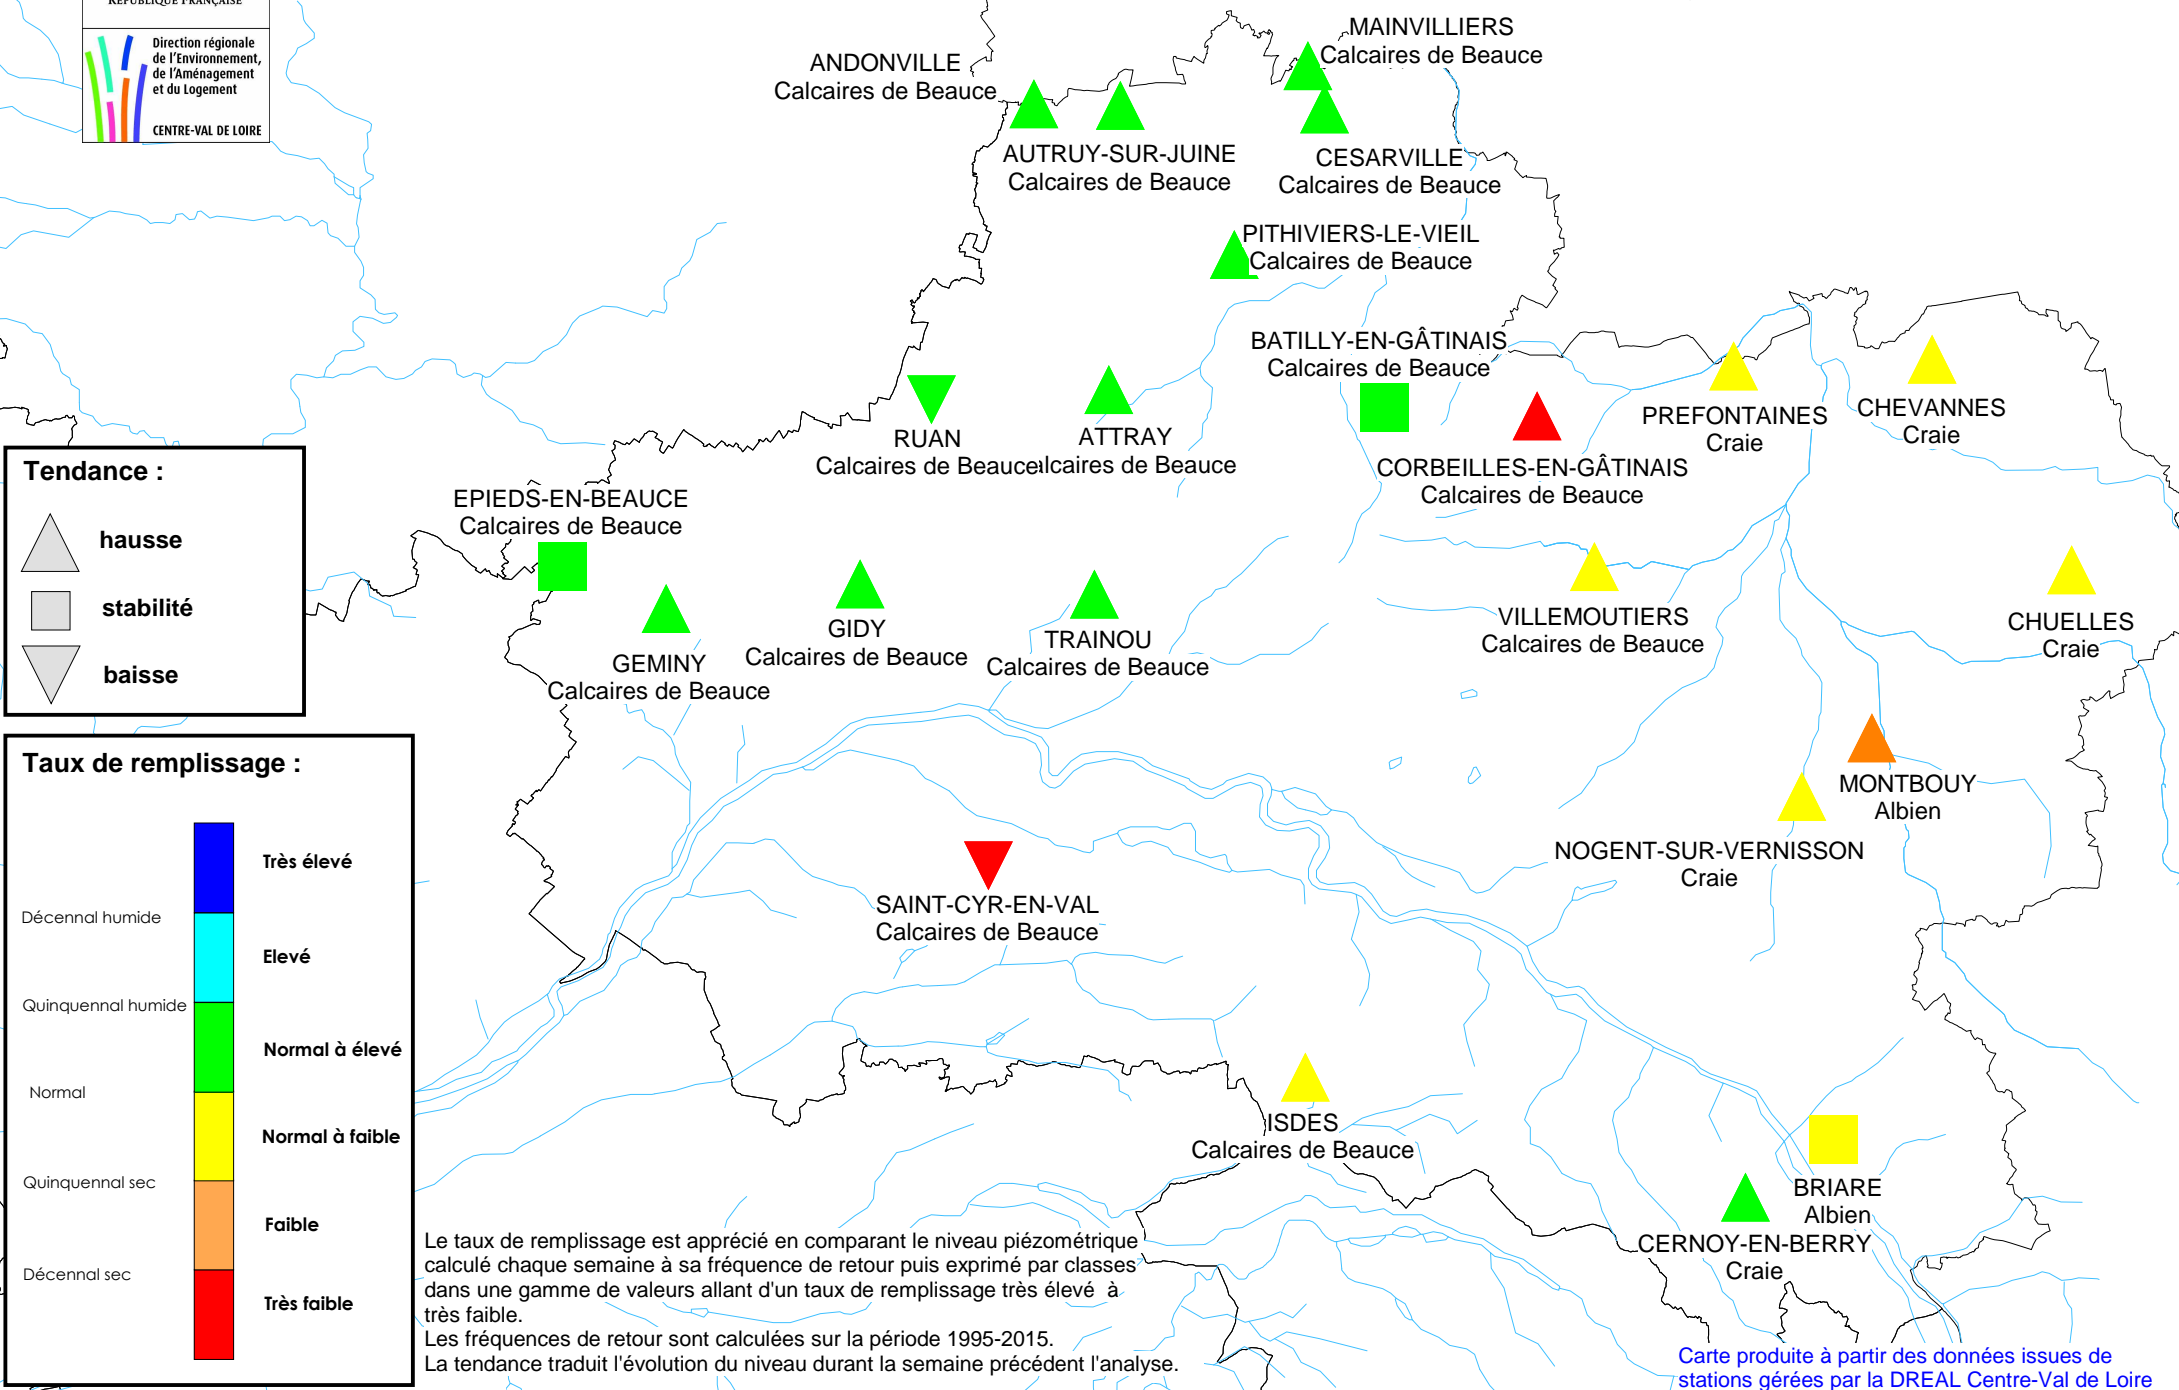 RÉPUBLIQUE FRANÇAISE
Direction régionale
de l'Environnement,
de l'Aménagement
et du Logement
CENTRE-VAL DE LOIRE
MAINVILLIERS
Calcaires de Beauce
ANDONVILLE
Calcaires de Beauce
AUTRUY-SUR-JUINE
Calcaires de Beauce
CESARVILLE
Calcaires de Beauce
PITHIVIERS-LE-VIEIL
Calcaires de Beauce
BATILLY-EN-GÂTINAIS
Calcaires de Beauce
PREFONTAINES
Craie
CHEVANNES
Craie
RUAN
Calcaires de Beauce
ATTRAY
alcaires de Beauce
CORBEILLES-EN-GÂTINAIS
Calcaires de Beauce
EPIEDS-EN-BEAUCE
Calcaires de Beauce
GEMINY
Calcaires de Beauce
GIDY
Calcaires de Beauce
TRAINOU
Calcaires de Beauce
VILLEMOUTIERS
Calcaires de Beauce
CHUELLES
Craie
MONTBOUY
Albien
NOGENT-SUR-VERNISSON
Craie
SAINT-CYR-EN-VAL
Calcaires de Beauce
ISDES
Calcaires de Beauce
BRIARE
Albien
CERNOY-EN-BERRY
Craie
Tendance :
hausse
stabilité
baisse
Taux de remplissage :
Très élevé
Décennal humide
Elevé
Quinquennal humide
Normal à élevé
Normal
Normal à faible
Quinquennal sec
Faible
Décennal sec
Très faible
Le taux de remplissage est apprécié en comparant le niveau piézométrique
calculé chaque semaine à sa fréquence de retour puis exprimé par classes
dans une gamme de valeurs allant d'un taux de remplissage très élevé à
très faible.
Les fréquences de retour sont calculées sur la période 1995-2015.
La tendance traduit l'évolution du niveau durant la semaine précédent l'analyse.
Carte produite à partir des données issues de
stations gérées par la DREAL Centre-Val de Loire